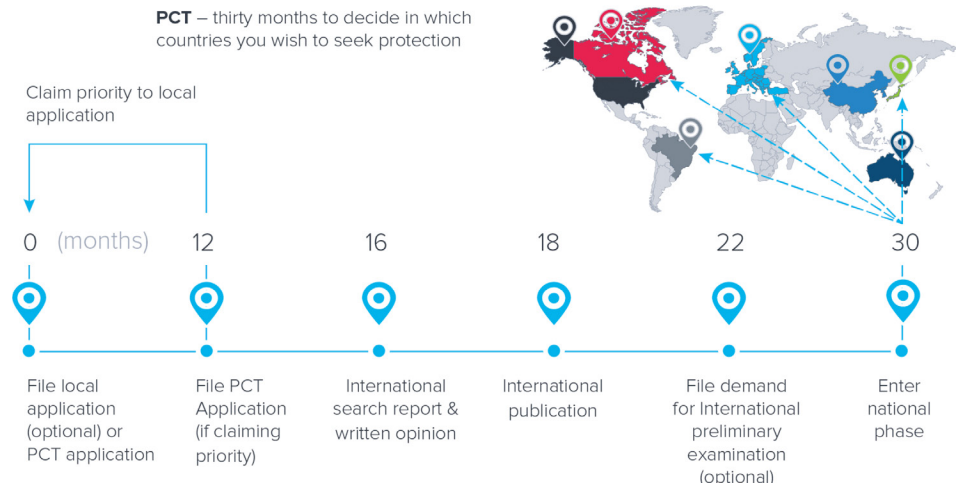 PCT – thirty months to decide in which
countries you wish to seek protection
Claim priority to local
application
0 (months)
12
16
18
22
30
File local
application
(optional) or
PCT application
File PCT
Application
(if claiming
priority)
International
search report &
written opinion
International
publication
File demand
for International
preliminary
examination
(optional)
Enter
national
phase